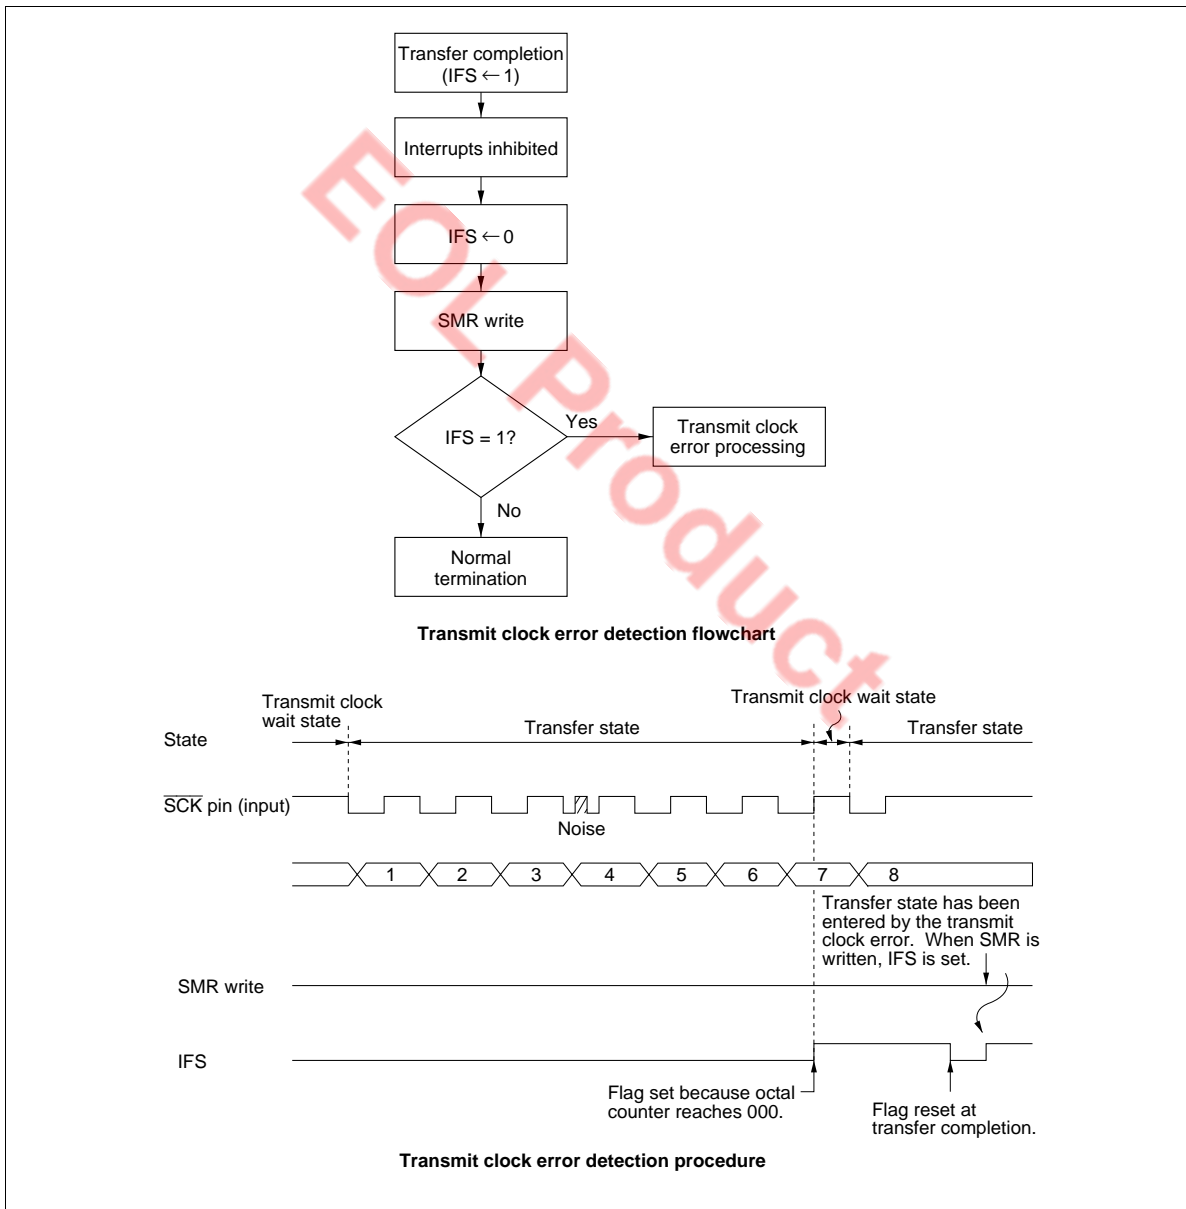 Transfer completion
(IFS ← 1)
Interrupts inhibited
IFS ← 0
SMR write
IFS = 1?
Yes
Transmit clock
error processing
No
Normal
termination
Transmit clock error detection flowchart
EOL Product
Transmit clock
wait state
Transmit clock wait state
State
Transfer state
Transfer state
SCK pin (input)
Noise
1 2 3 4 5 6 7 8
Transfer state has been
entered by the transmit
clock error. When SMR is
written, IFS is set.
SMR write
IFS
Flag set because octal
counter reaches 000.
Flag reset at
transfer completion.
Transmit clock error detection procedure